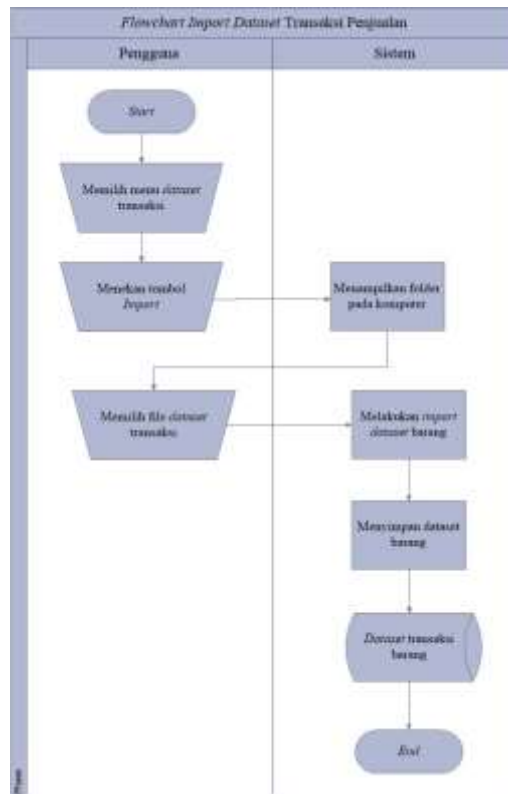 Flowchart Import Dataset Transaksi Penjualan
Pengguna
Sistem
Start
Memilih menu dataset
transaksi
Menekan tombol
Import
Menampilkan folder
pada komputer
Memilih file dataset
transaksi
Melakukan import
dataset barang
Menyimpan dataset
barang
Dataset transaksi
barang
End
Phase